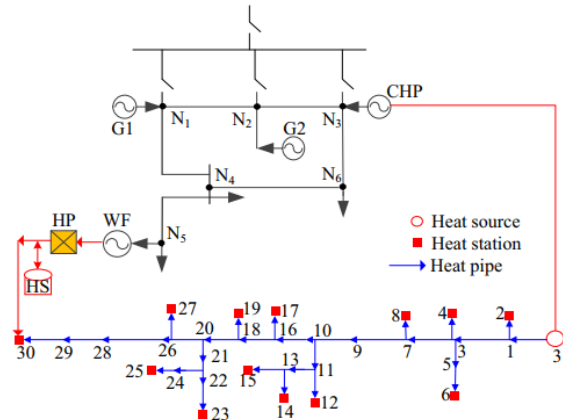 CHP
G1
N1
N2
N3
G2
N4
N6
HP
WF
N5
HS
Heat source
Heat station
Heat pipe
27
19
17
8
4
2
30
29
28
26
20
18
16
10
9
7
3
1
3
21
25
24
22
15
13
11
5
23
14
12
6